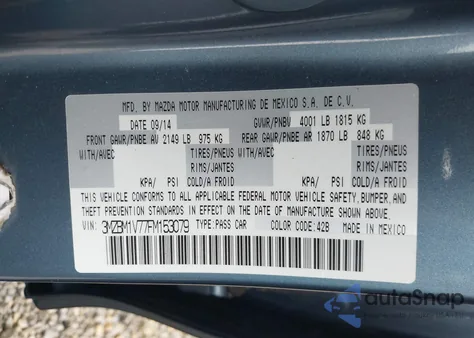 MFD. BY MAZDA MOTOR MANUFACTURING DE MEXICO S.A. DE C.V.
DATE 09/14 GVWR/PNBV 4001 LB 1815 KG
FRONT GAWR/PNBE AV 2149 LB 975 KG REAR GAWR/PNBE AR 1870 LB 848 KG
WITH/AVEC TIRES/PNEUS WITH/AVEC TIRES/PNEUS
RIMS/JANTES RIMS/JANTES
KPA/ PSI COLD/A FROID KPA/ PSI COLD/A FROID
THIS VEHICLE CONFORMS TO ALL APPLICABLE FEDERAL MOTOR VEHICLE SAFETY, BUMPER, AND
THEFT PREVENTION STANDARDS IN EFFECT ON THE DATE OF MANUFACTURE SHOWN ABOVE.
VIN: 3MZBM1V77FM153079 TYPE:PASS CAR COLOR CODE:42B MADE IN MEXICO
autoSnap